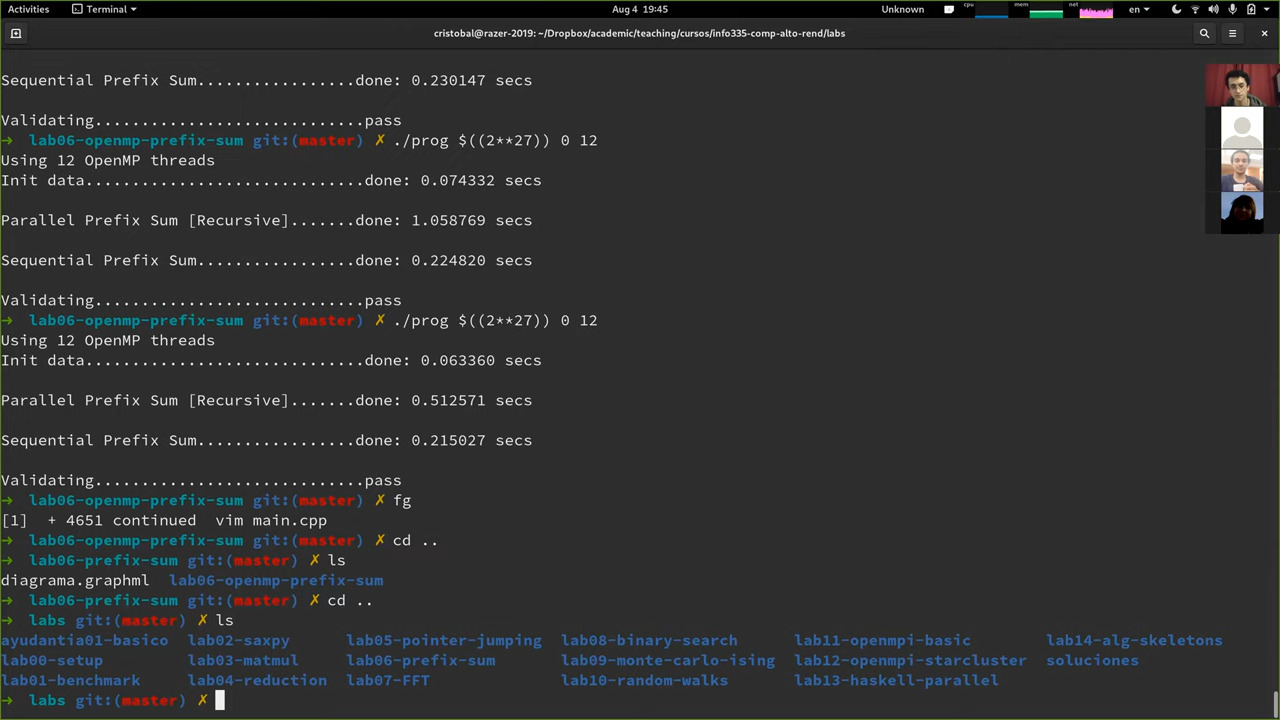 Activities Terminal Aug 4 19:45 Unknown cpu mem net en
cristobal@razer-2019: ~/Dropbox/academic/teaching/cursos/info335-comp-alto-rend/labs
Sequential Prefix Sum.................done: 0.230147 secs
Validating.............................pass
→ lab06-openmp-prefix-sum git:(master) ✗ ./prog $((2**27)) 0 12
Using 12 OpenMP threads
Init data..............................done: 0.074332 secs
Parallel Prefix Sum [Recursive].......done: 1.058769 secs
Sequential Prefix Sum.................done: 0.224820 secs
Validating.............................pass
→ lab06-openmp-prefix-sum git:(master) ✗ ./prog $((2**27)) 0 12
Using 12 OpenMP threads
Init data..............................done: 0.063360 secs
Parallel Prefix Sum [Recursive].......done: 0.512571 secs
Sequential Prefix Sum.................done: 0.215027 secs
Validating.............................pass
→ lab06-openmp-prefix-sum git:(master) ✗ fg
[1] + 4651 continued vim main.cpp
→ lab06-openmp-prefix-sum git:(master) ✗ cd ..
→ lab06-prefix-sum git:(master) ✗ ls
diagrama.graphml lab06-openmp-prefix-sum
→ lab06-prefix-sum git:(master) ✗ cd ..
→ labs git:(master) ✗ ls
ayudantia01-basico lab02-saxpy lab05-pointer-jumping lab08-binary-search lab11-openmpi-basic lab14-alg-skeletons
lab00-setup lab03-matmul lab06-prefix-sum lab09-monte-carlo-ising lab12-openmpi-starcluster soluciones
lab01-benchmark lab04-reduction lab07-FFT lab10-random-walks lab13-haskell-parallel
→ labs git:(master) ✗